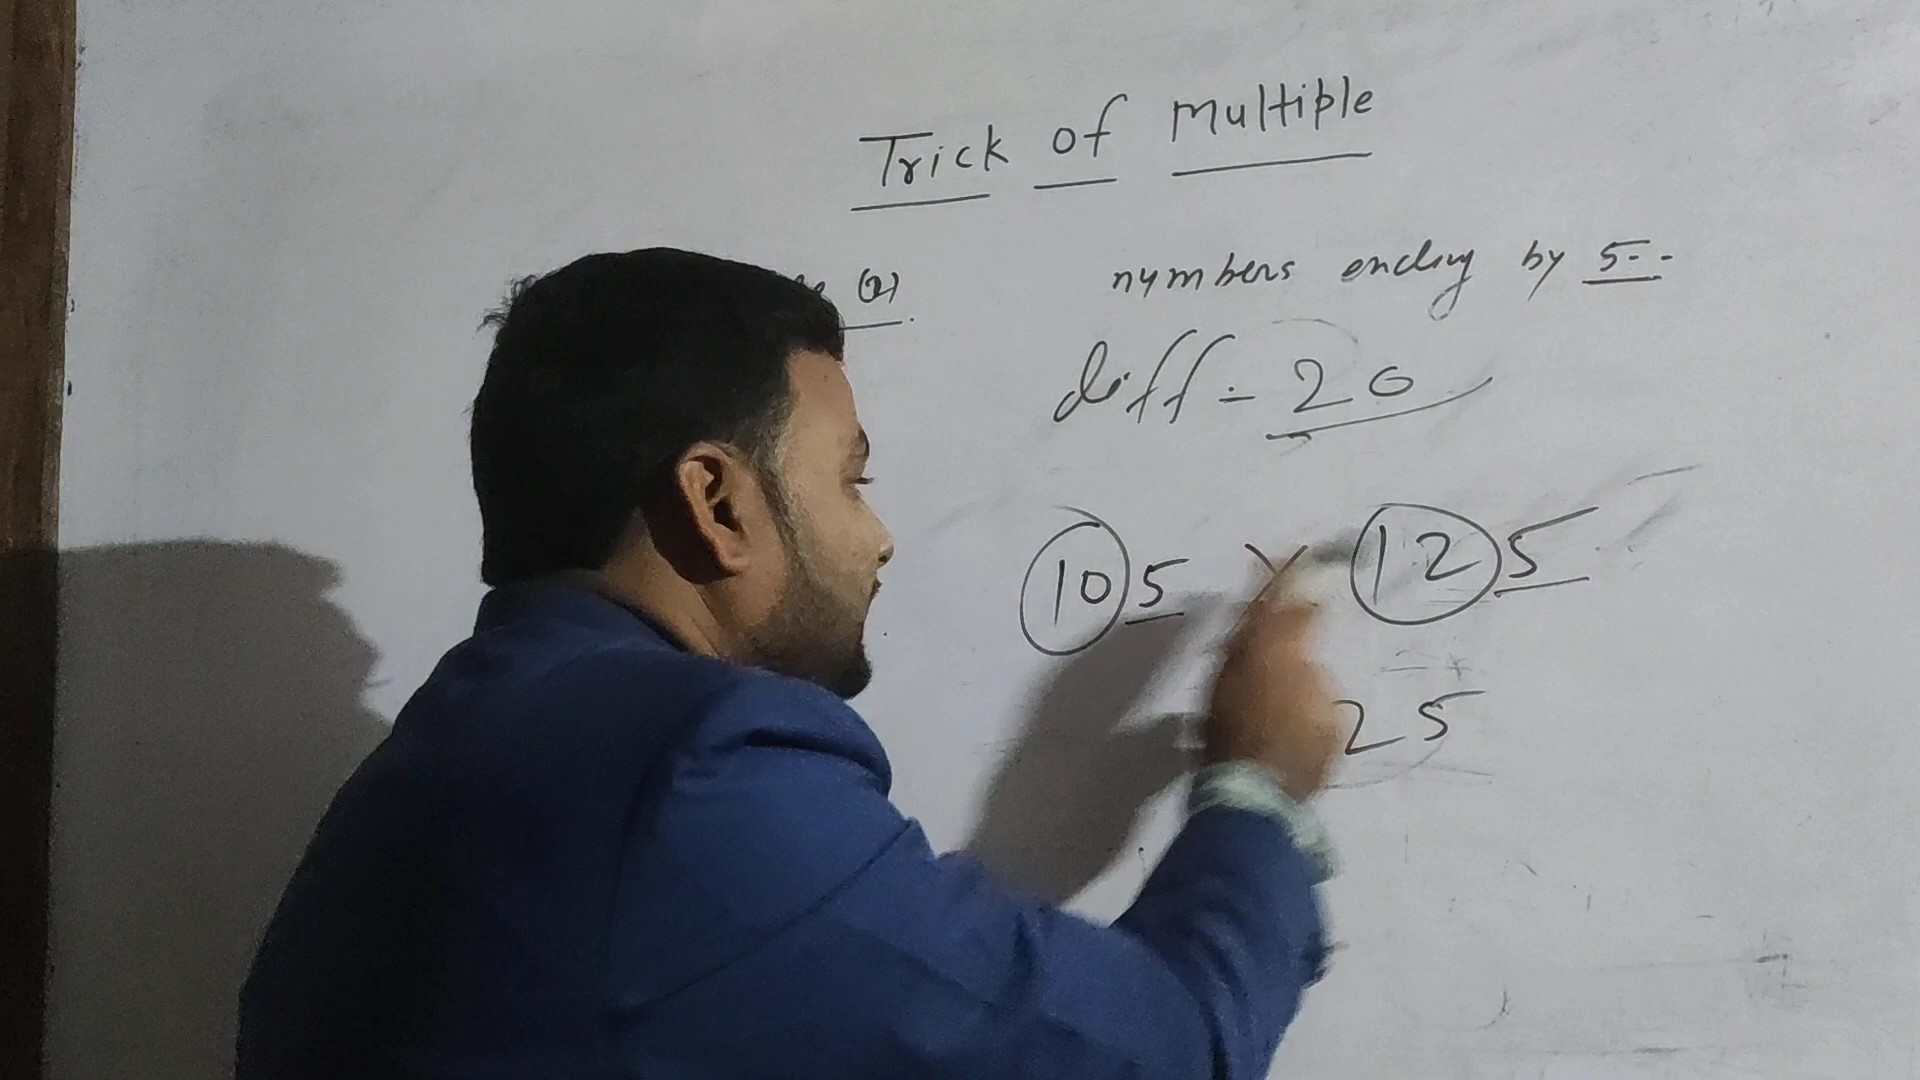 Trick of Multiple
(2) numbers ending by 5--
diff = 20
105 × 125
25